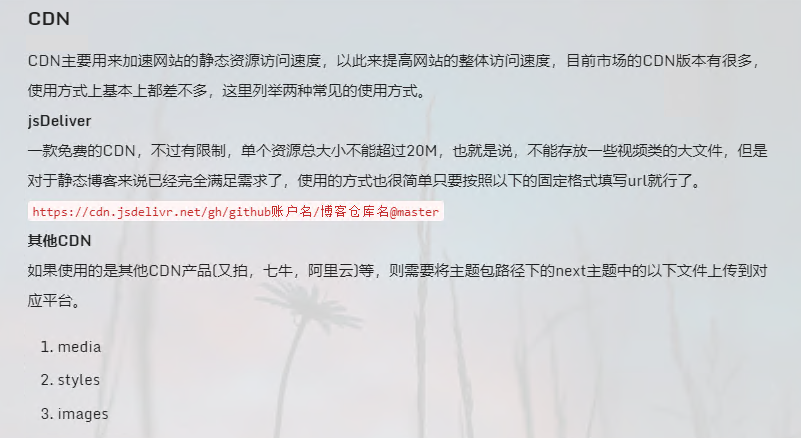 CDN
CDN主要用来加速网站的静态资源访问速度，以此来提高网站的整体访问速度，目前市场的CDN版本有很多，
使用方式上基本上都差不多，这里列举两种常见的使用方式。
jsDeliver
一款免费的CDN，不过有限制，单个资源总大小不能超过20M，也就是说，不能存放一些视频类的大文件，但是
对于静态博客来说已经完全满足需求了，使用的方式也很简单只要按照以下的固定格式填写url就行了。
https://cdn.jsdelivr.net/gh/github账户名/博客仓库名@master
其他CDN
如果使用的是其他CDN产品(又拍，七牛，阿里云)等，则需要将主题包路径下的next主题中的以下文件上传到对
应平台。
1. media
2. styles
3. images